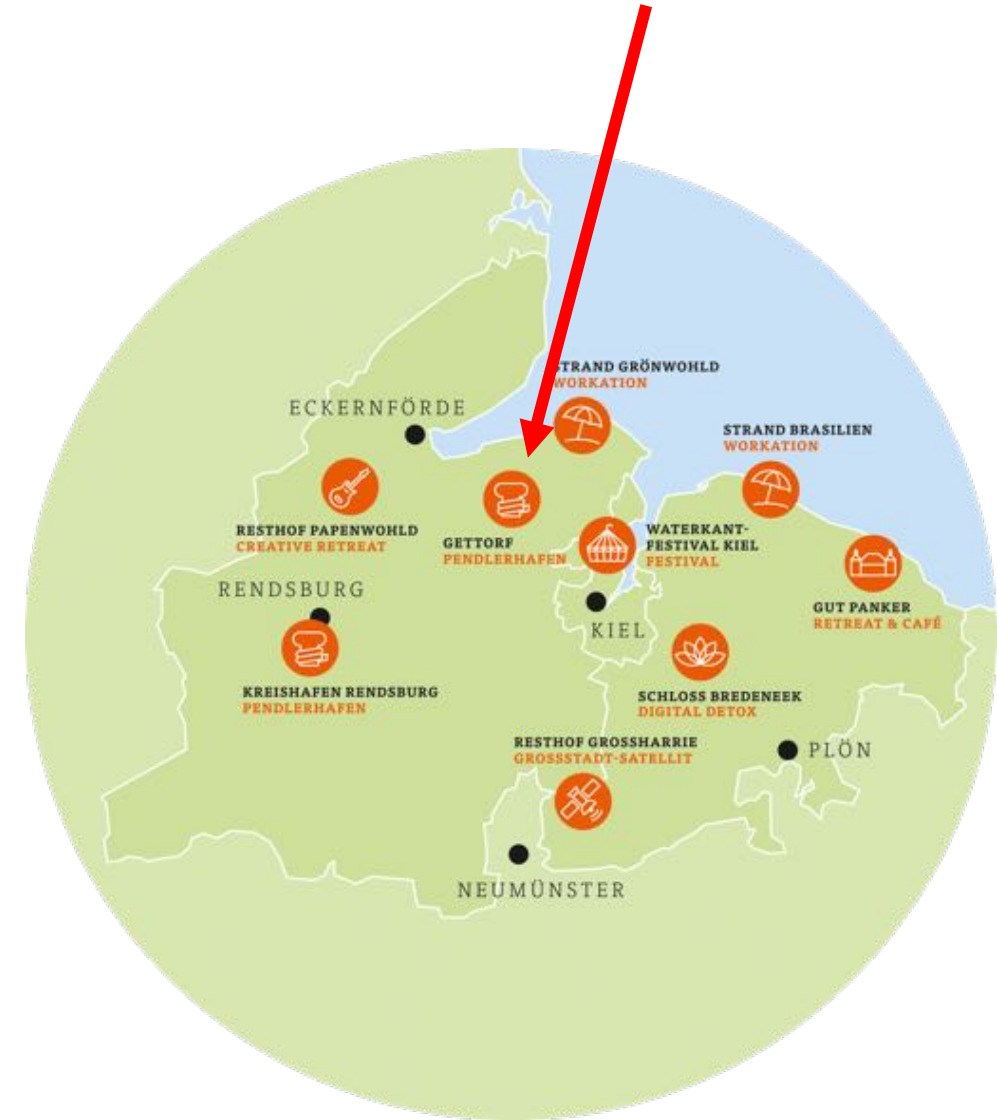 STRAND GRÖNWOHLD
WORKATION
ECKERNFÖRDE
STRAND BRASILIEN
WORKATION
RESTHOF PAPENWOHLD
CREATIVE RETREAT
GETTORF
PENDLERHAFEN
WATERKANT-
FESTIVAL KIEL
FESTIVAL
RENDSBURG
GUT PANKER
RETREAT & CAFÉ
KIEL
KREISHAFEN RENDSBURG
PENDLERHAFEN
SCHLOSS BREDENEEK
DIGITAL DETOX
RESTHOF GROSSHARRIE
GROSSSTADT-SATELLIT
PLÖN
NEUMÜNSTER